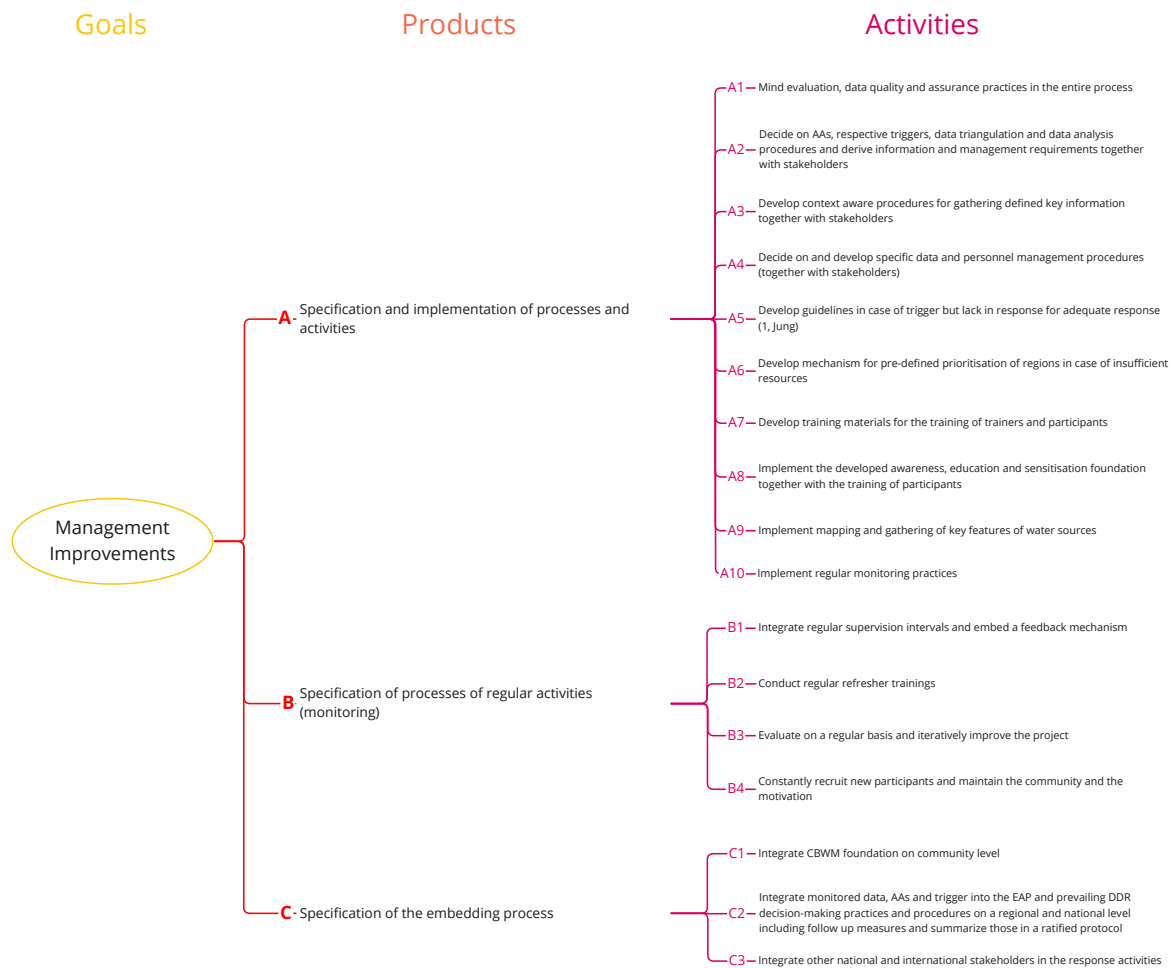 Goals
Products
Activities
A1
Mind evaluation, data quality and assurance practices in the entire process
A2
Decide on AAs, respective triggers, data triangulation and data analysis
procedures and derive information and management requirements together
with stakeholders
A3
Develop context aware procedures for gathering defined key information
together with stakeholders
A4
Decide on and develop specific data and personnel management procedures
(together with stakeholders)
A
Specification and implementation of processes and
activities
A5
Develop guidelines in case of trigger but lack in response for adequate response
(1, Jung)
A6
Develop mechanism for pre-defined prioritisation of regions in case of insufficient
resources
A7
Develop training materials for the training of trainers and participants
A8
Implement the developed awareness, education and sensitisation foundation
together with the training of participants
A9
Implement mapping and gathering of key features of water sources
Management
Improvements
A10
Implement regular monitoring practices
B1
Integrate regular supervision intervals and embed a feedback mechanism
B2
Conduct regular refresher trainings
B
Specification of processes of regular activities
(monitoring)
B3
Evaluate on a regular basis and iteratively improve the project
B4
Constantly recruit new participants and maintain the community and the
motivation
C1
Integrate CBWM foundation on community level
C
Specification of the embedding process
C2
Integrate monitored data, AAs and trigger into the EAP and prevailing DDR
decision-making practices and procedures on a regional and national level
including follow up measures and summarize those in a ratified protocol
C3
Integrate other national and international stakeholders in the response activities